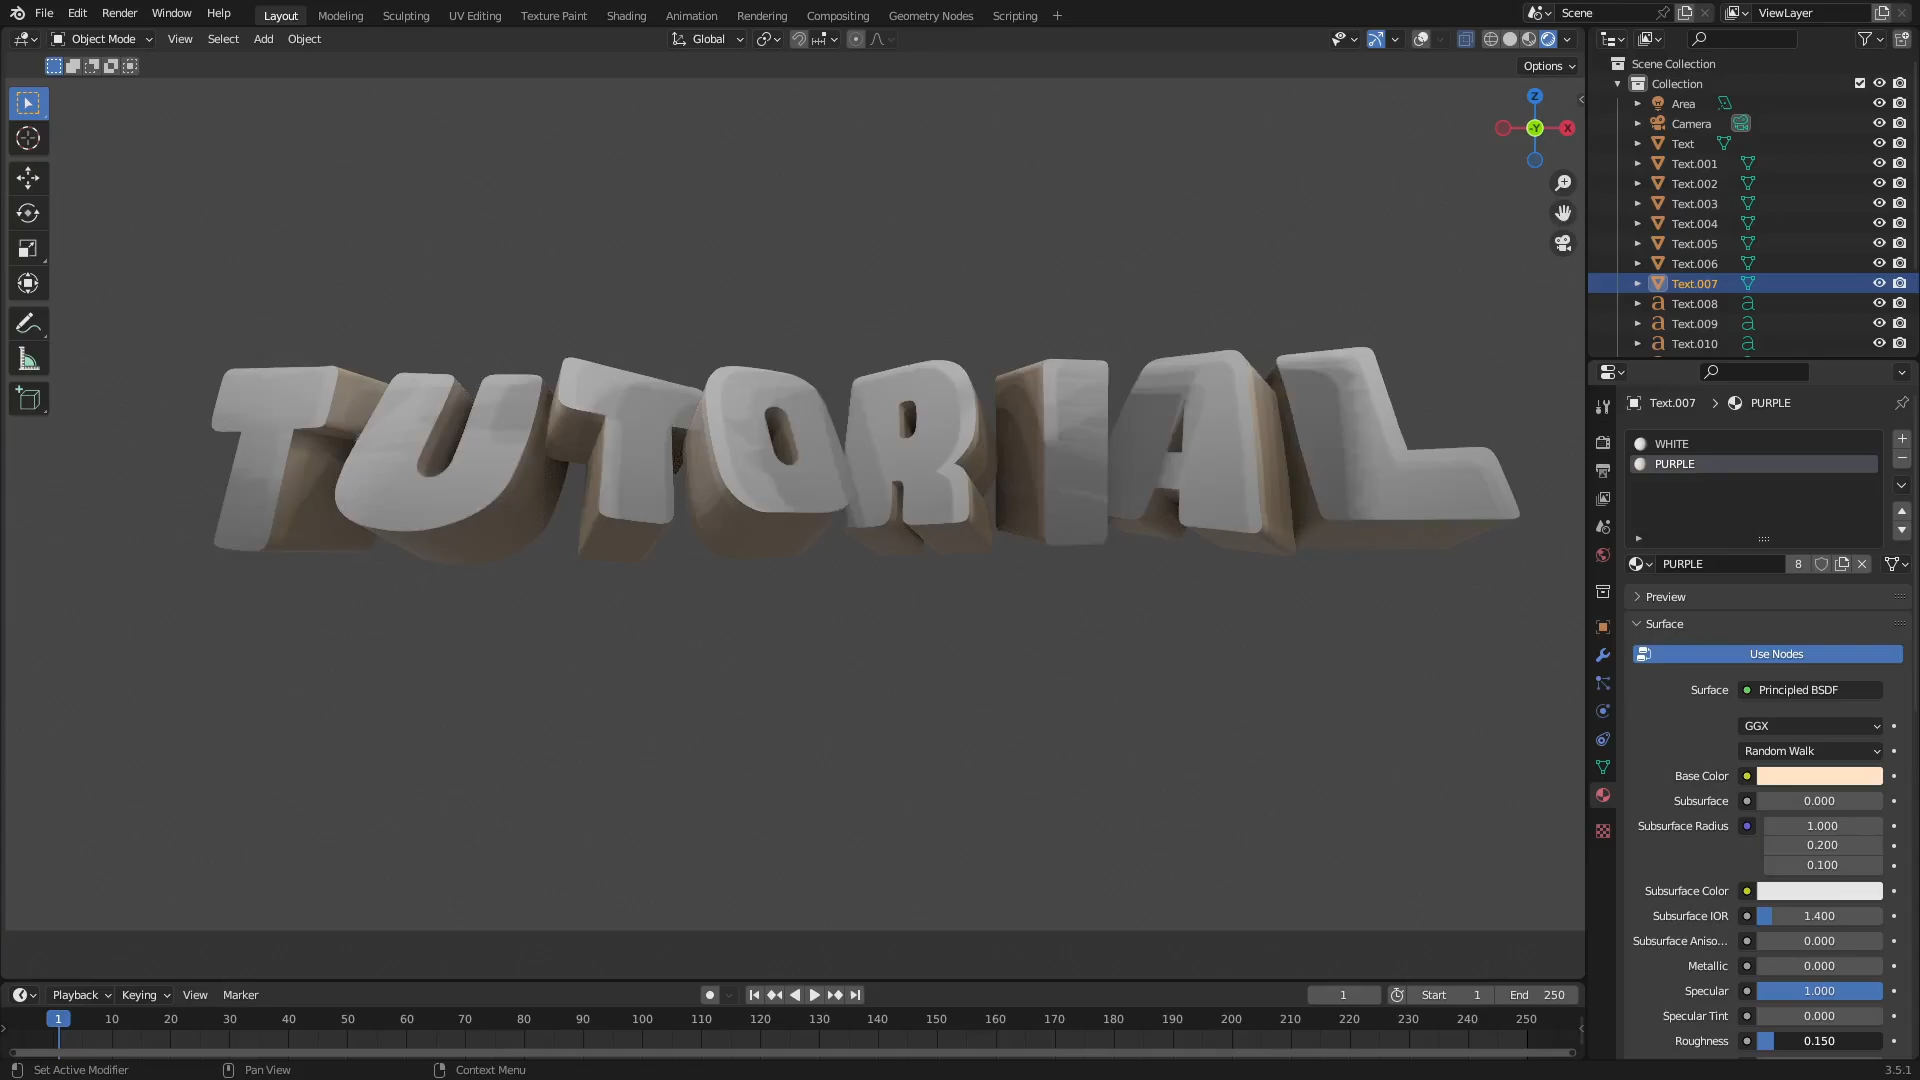 File Edit Render Window Help Layout Modeling Sculpting UV Editing Texture Paint Shading Animation Rendering Compositing Geometry Nodes Scripting + Scene ViewLayer
Object Mode View Select Add Object Global
Options
Z
-Y X
TUTORIAL
Scene Collection
Collection
Area
Camera
Text
Text.001
Text.002
Text.003
Text.004
Text.005
Text.006
Text.007
Text.008
Text.009
Text.010
Text.007 > PURPLE
WHITE
PURPLE
PURPLE 8
Preview
Surface
Use Nodes
Surface Principled BSDF
GGX
Random Walk
Base Color
Subsurface 0.000
Subsurface Radius 1.000
0.200
0.100
Subsurface Color
Subsurface IOR 1.400
Subsurface Aniso... 0.000
Metallic 0.000
Specular 1.000
Specular Tint 0.000
Roughness 0.150
Playback Keying View Marker 1 Start 1 End 250
1 10 20 30 40 50 60 70 80 90 100 110 120 130 140 150 160 170 180 190 200 210 220 230 240 250
Set Active Modifier Pan View Context Menu 3.5.1